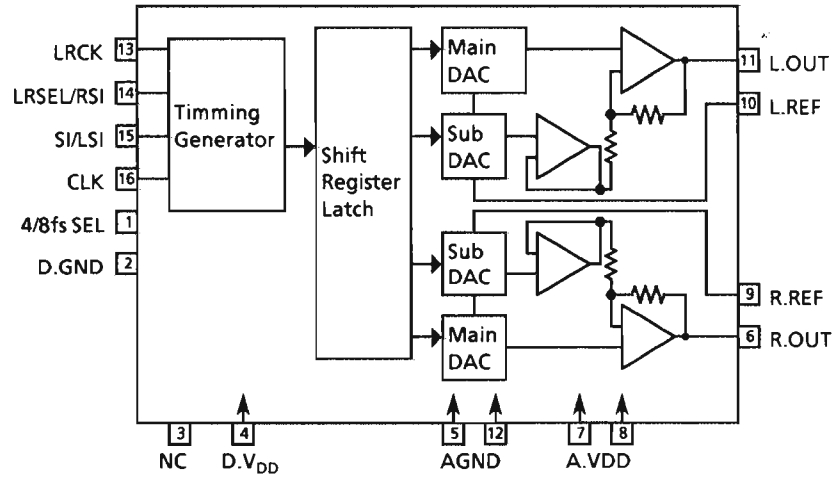 LRCK 13
LRSEL/RSI 14
SI/LSI 15
CLK 16
4/8fs SEL 1
D.GND 2
Timming
Generator
Shift
Register
Latch
Main
DAC
Sub
DAC
Sub
DAC
Main
DAC
11 L.OUT
10 L.REF
9 R.REF
6 R.OUT
3 4 5 12 7 8
NC D.VDD AGND A.VDD